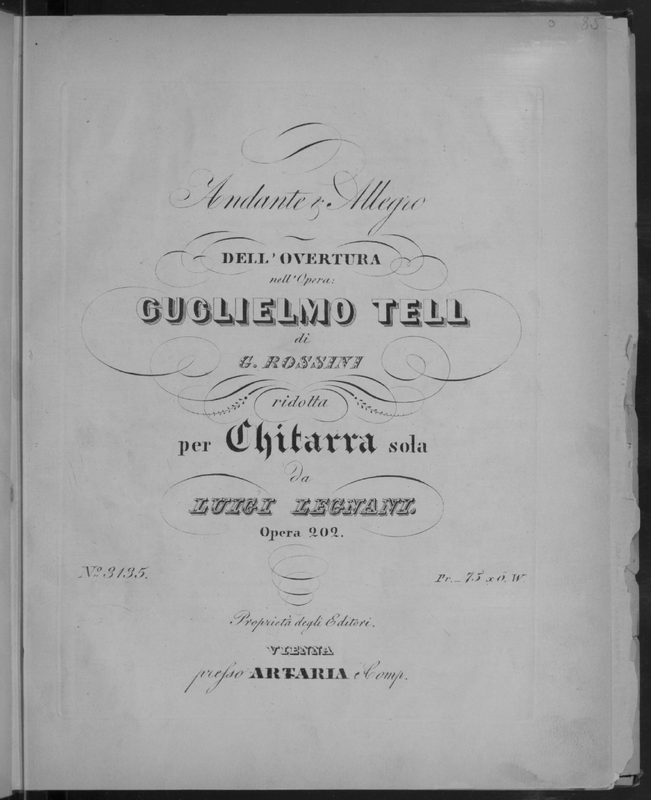 85
Andante & Allegro
DELL'OVERTURA
nell'Opera:
GUGLIELMO TELL
di
G. ROSSINI
ridotta
per Chitarra sola
da
LUIGI LEGNANI.
Opera 202.
No. 3135. Pr. 75 x ö. W
Proprietà degli Editori.
VIENNA
presso ARTARIA e Comp.